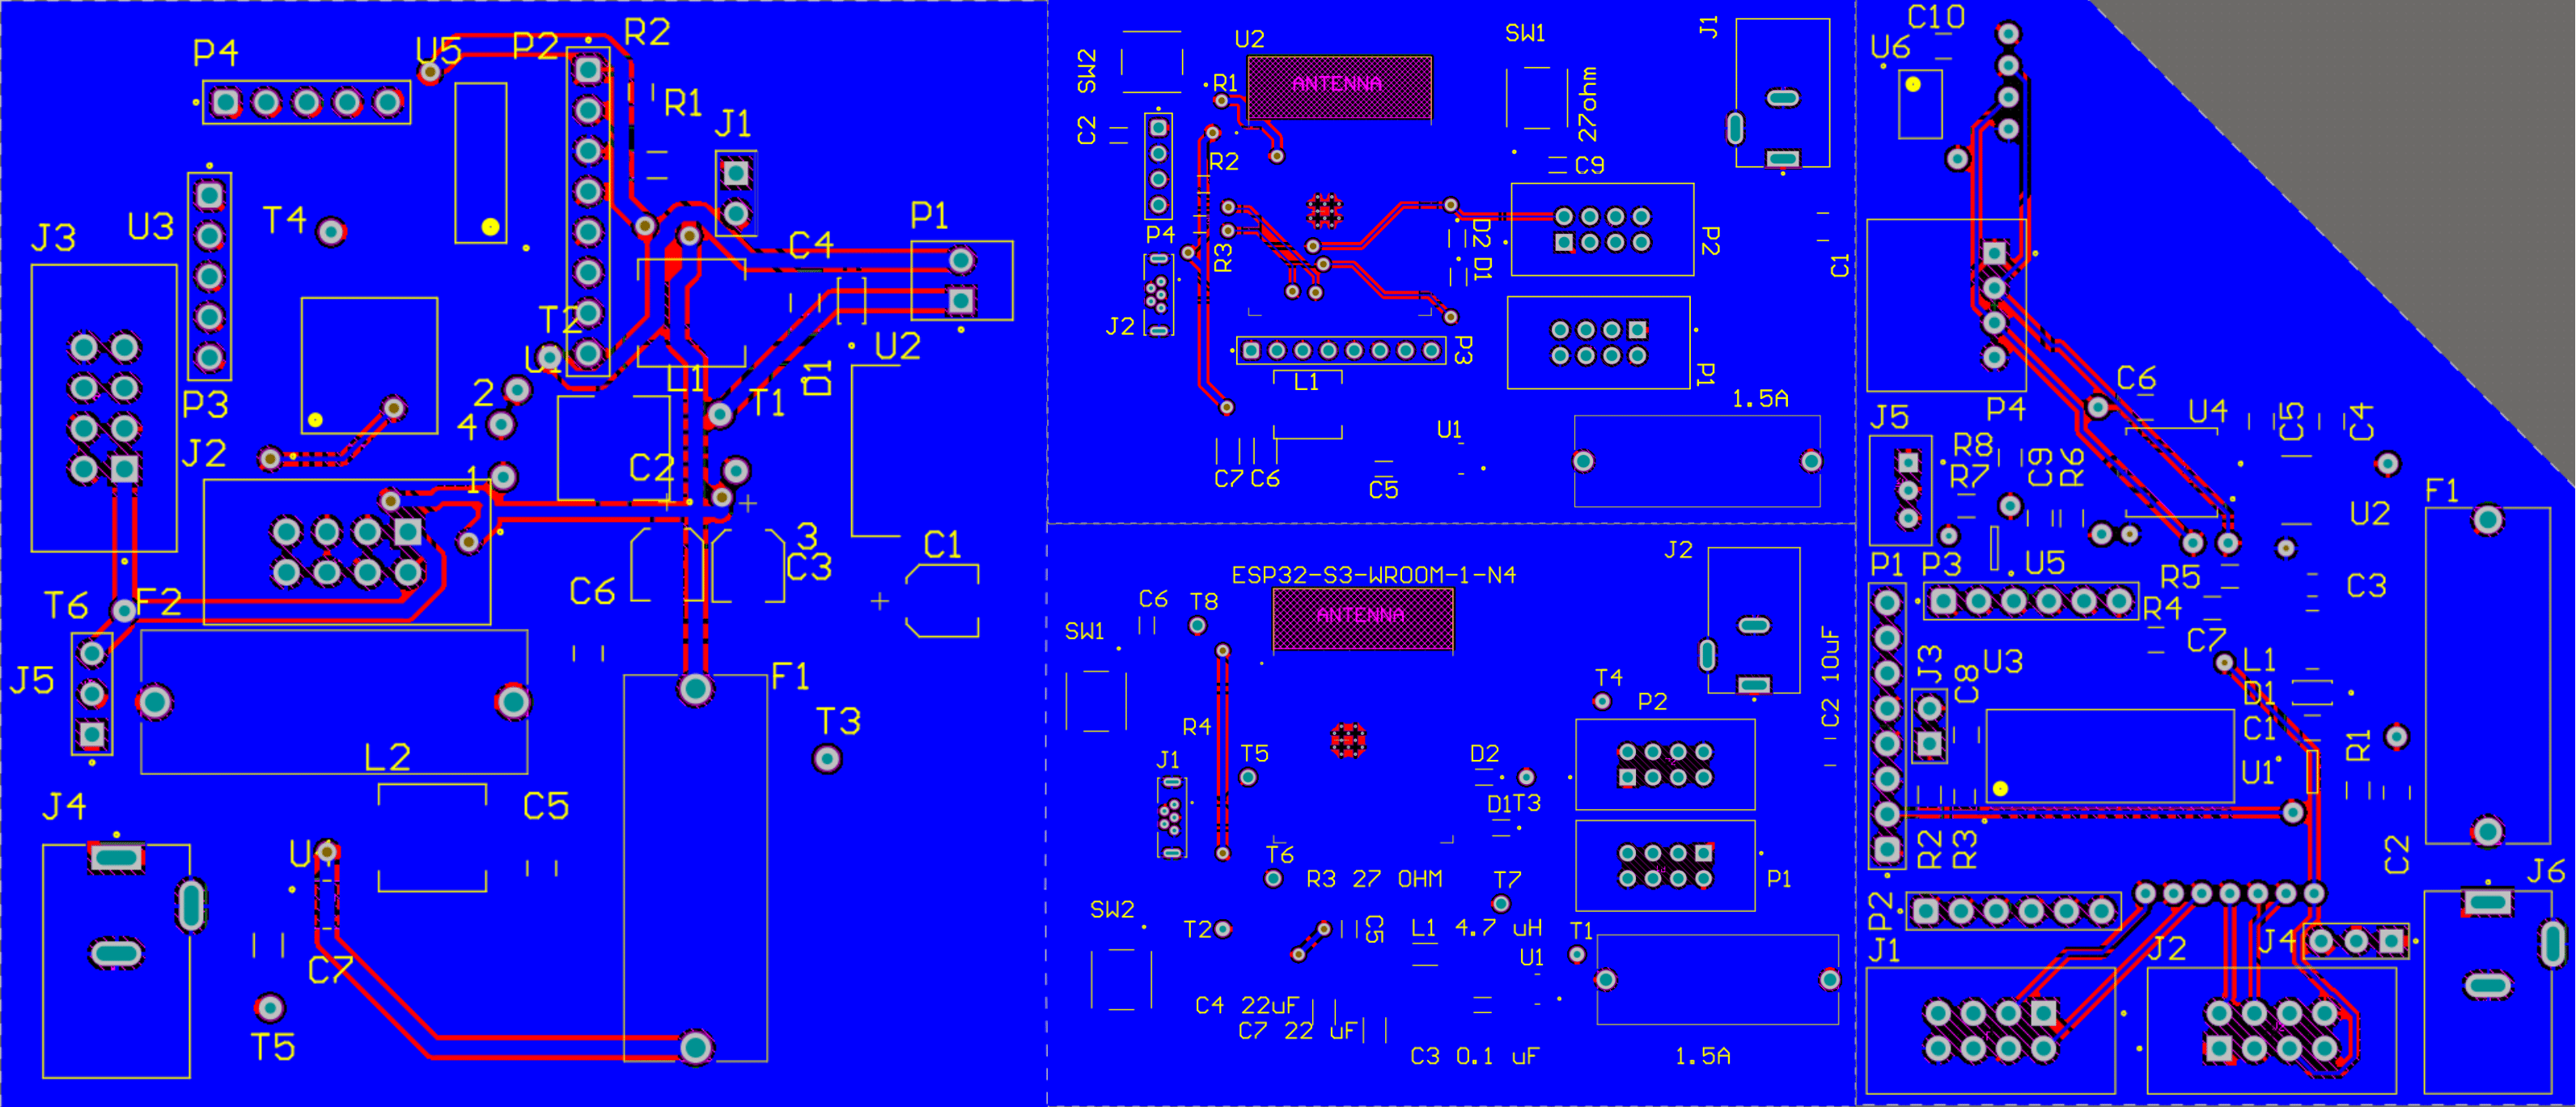 P4
U5
P2
R2
R1
J1
J3
U3
T4
C4
P1
T2
U2
D1
P3
2
L1
T1
4
J2
C2
1
3
C3
C1
C6
T6
F2
J5
F1
L2
T3
J4
C5
C7
T5
SW2
U2
ANTENNA
R1
SW1
27ohm
J1
C2
R2
C9
P4
R3
D2
D1
P2
C1
J2
P3
L1
P1
1.5A
U1
C7
C6
C5
ESP32-S3-WROOM-1-N4
J2
C6
T8
ANTENNA
SW1
C2 10uF
T4
P2
R4
J1
T5
D2
D1
T3
T6
R3 27 OHM
T7
P1
SW2
T2
C5
L1 4.7 uH
U1
T1
C4 22uF
C7 22 uF
C3 0.1 uF
1.5A
C10
U6
C6
P4
U4
C5
C4
J5
R8
R7
C9
R6
F1
U2
P1
P3
U5
R5
C3
R4
C7
J3
U3
C8
L1
D1
C1
R1
U1
R2
R3
C2
J6
P2
J1
J2
J4